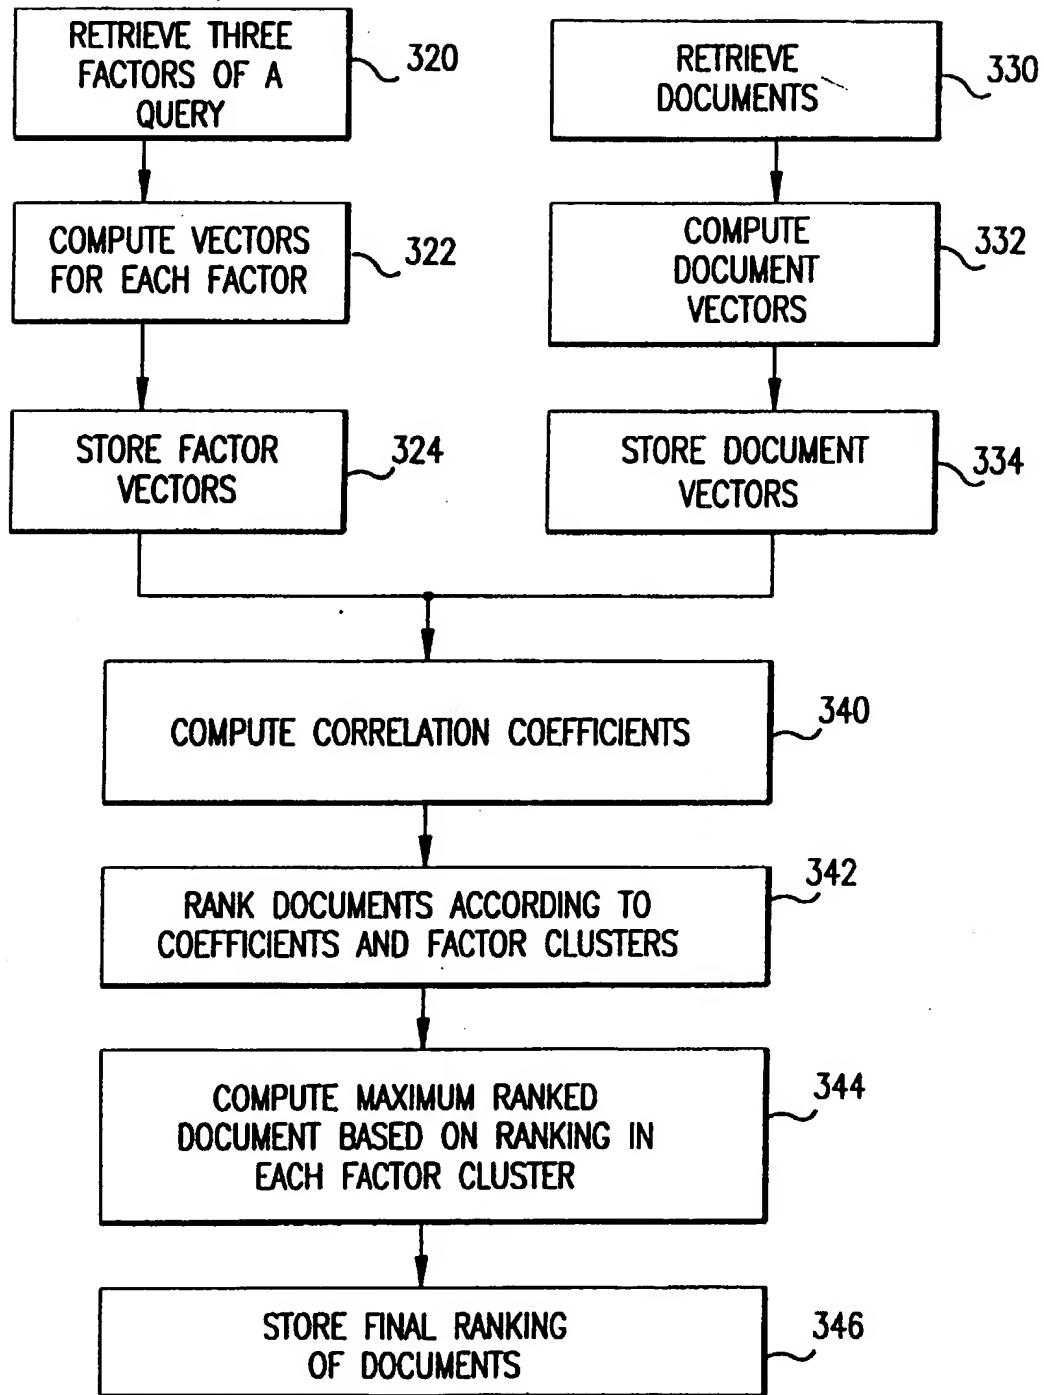 RETRIEVE THREE
FACTORS OF A
QUERY
320
RETRIEVE
DOCUMENTS
330
COMPUTE VECTORS
FOR EACH FACTOR
322
COMPUTE
DOCUMENT
VECTORS
332
STORE FACTOR
VECTORS
324
STORE DOCUMENT
VECTORS
334
COMPUTE CORRELATION COEFFICIENTS
340
RANK DOCUMENTS ACCORDING TO
COEFFICIENTS AND FACTOR CLUSTERS
342
COMPUTE MAXIMUM RANKED
DOCUMENT BASED ON RANKING IN
EACH FACTOR CLUSTER
344
STORE FINAL RANKING
OF DOCUMENTS
346